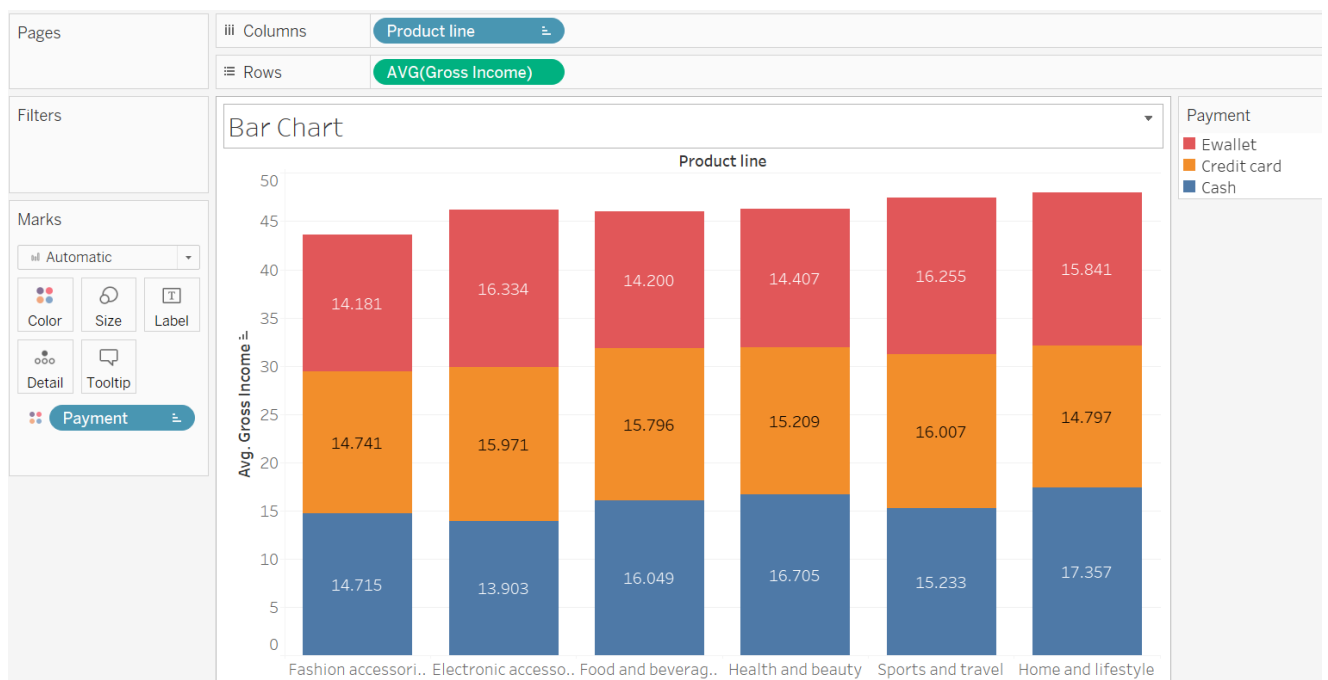 Pages
Columns
Product line
Rows
AVG(Gross Income)
Filters
Marks
Automatic
Color
Size
T
Label
Detail
Tooltip
Payment
Bar Chart
Product line
Avg. Gross Income
50
45
40
35
30
25
20
15
10
5
0
14.181
16.334
14.200
14.407
16.255
15.841
14.741
15.971
15.796
15.209
16.007
14.797
14.715
13.903
16.049
16.705
15.233
17.357
Fashion accessori.. Electronic accesso.. Food and beverag.. Health and beauty Sports and travel Home and lifestyle
Payment
Ewallet
Credit card
Cash